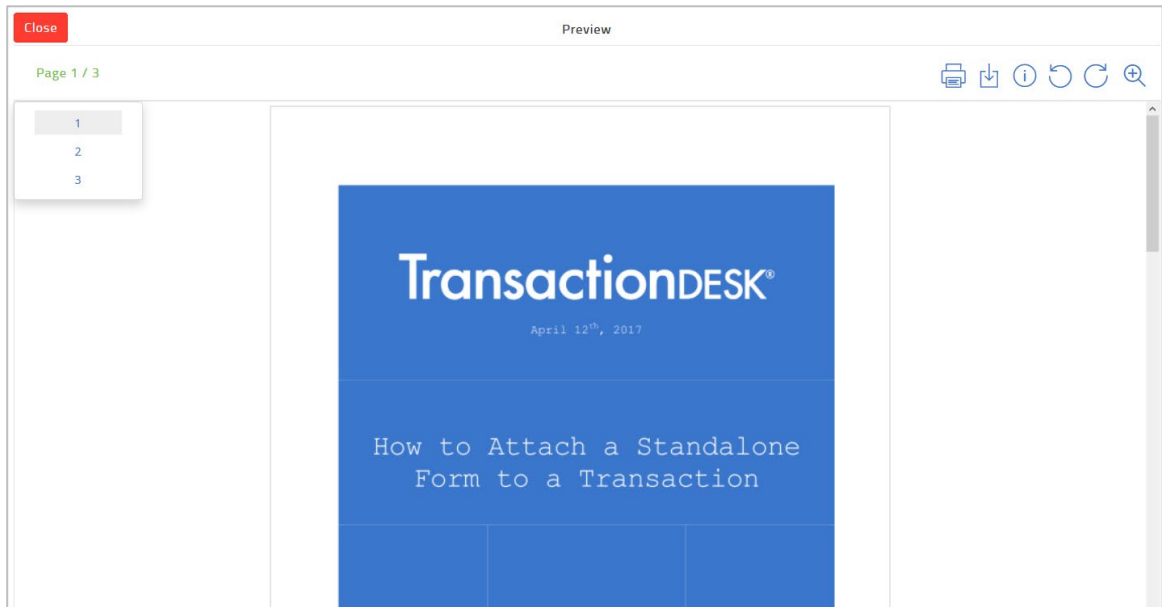 Close
Preview
Page 1 / 3
1
2
3
TransactionDESK®
April 12th, 2017
How to Attach a Standalone
Form to a Transaction